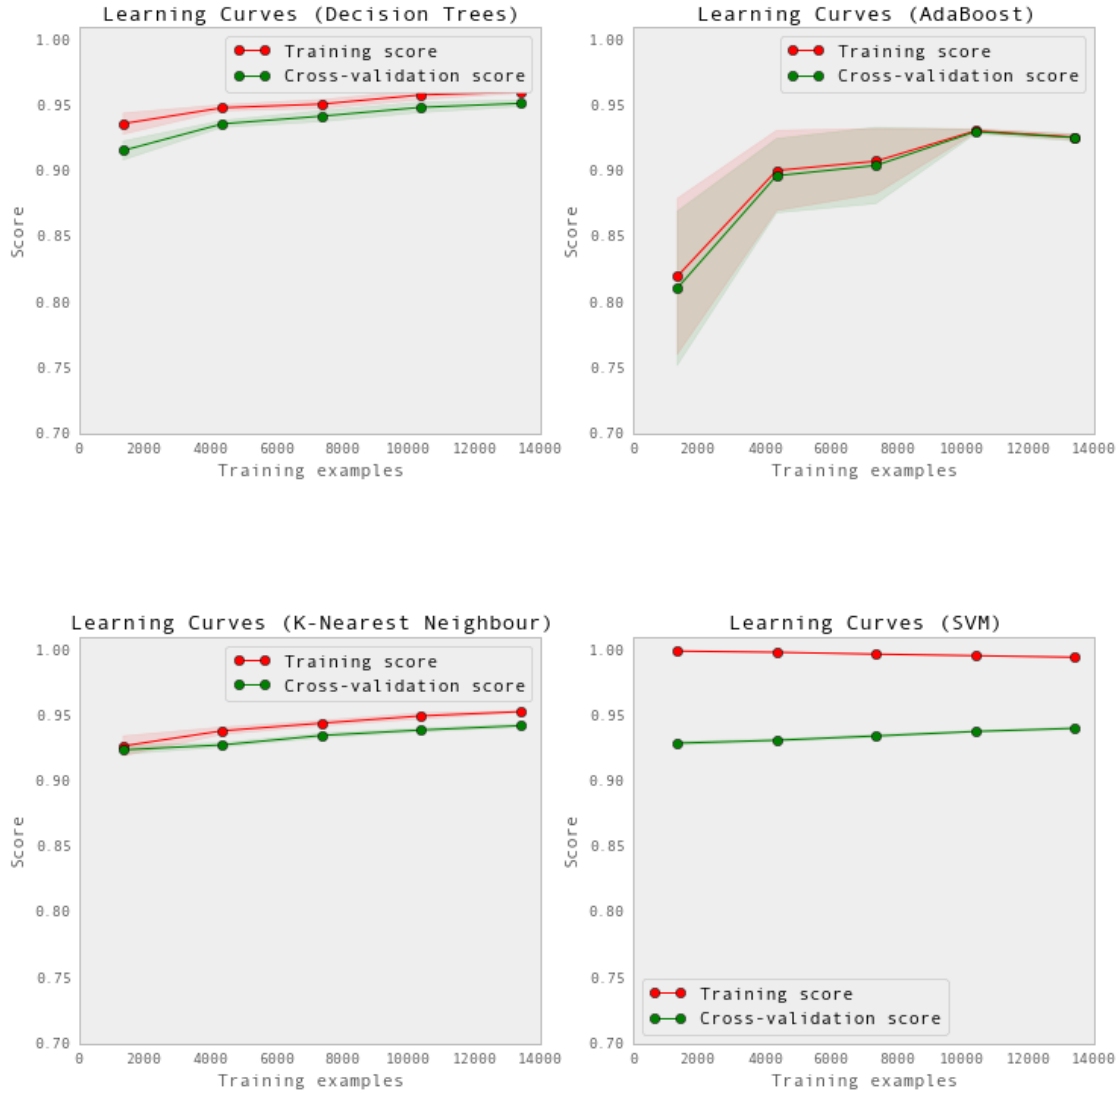 Learning Curves (Decision Trees)
Training score
Cross-validation score
1.00
0.95
0.90
0.85
0.80
0.75
0.70
Score
0 2000 4000 6000 8000 10000 12000 14000
Training examples
Learning Curves (AdaBoost)
Training score
Cross-validation score
1.00
0.95
0.90
0.85
0.80
0.75
0.70
Score
0 2000 4000 6000 8000 10000 12000 14000
Training examples
Learning Curves (K-Nearest Neighbour)
Training score
Cross-validation score
1.00
0.95
0.90
0.85
0.80
0.75
0.70
Score
0 2000 4000 6000 8000 10000 12000 14000
Training examples
Learning Curves (SVM)
1.00
0.95
0.90
0.85
0.80
0.75
0.70
Score
Training score
Cross-validation score
0 2000 4000 6000 8000 10000 12000 14000
Training examples